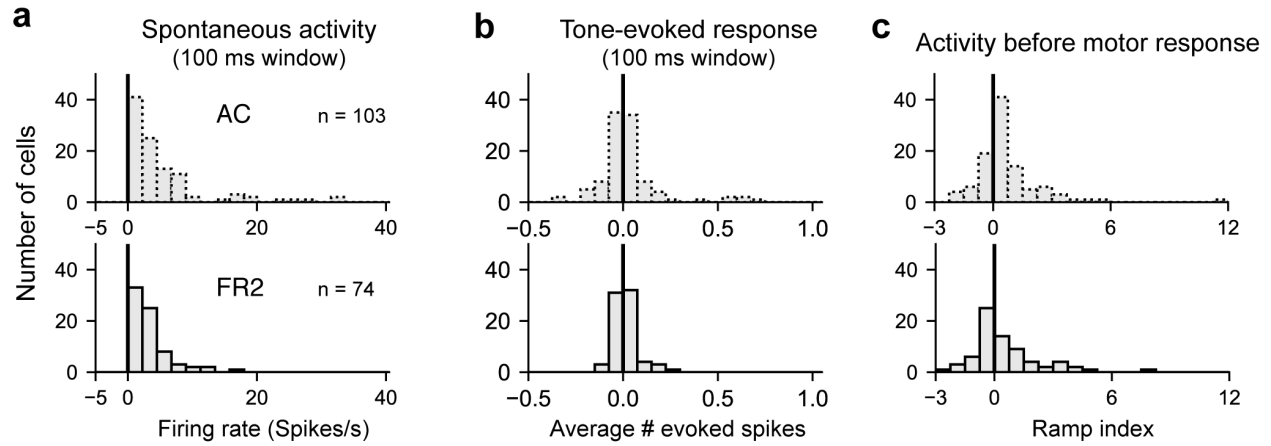 a
Spontaneous activity
(100 ms window)
b
Tone-evoked response
(100 ms window)
c
Activity before motor response
Number of cells
40
20
0
AC
n = 103
−5 0 20 40
40
20
0
−0.5 0.0 0.5 1.0
40
20
0
−3 0 6 12
40
20
0
FR2
n = 74
−5 0 20 40
Firing rate (Spikes/s)
40
20
0
−0.5 0.0 0.5 1.0
Average # evoked spikes
40
20
0
−3 0 6 12
Ramp index